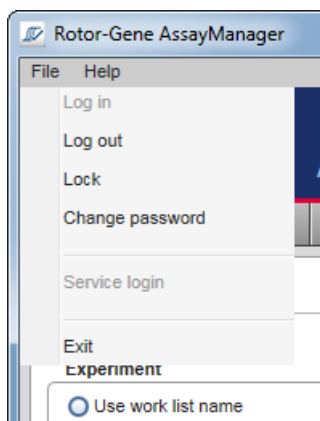 Rotor-Gene AssayManager
File Help
Log in
Log out
Lock
Change password
Service login
Exit
Experiment
Use work list name